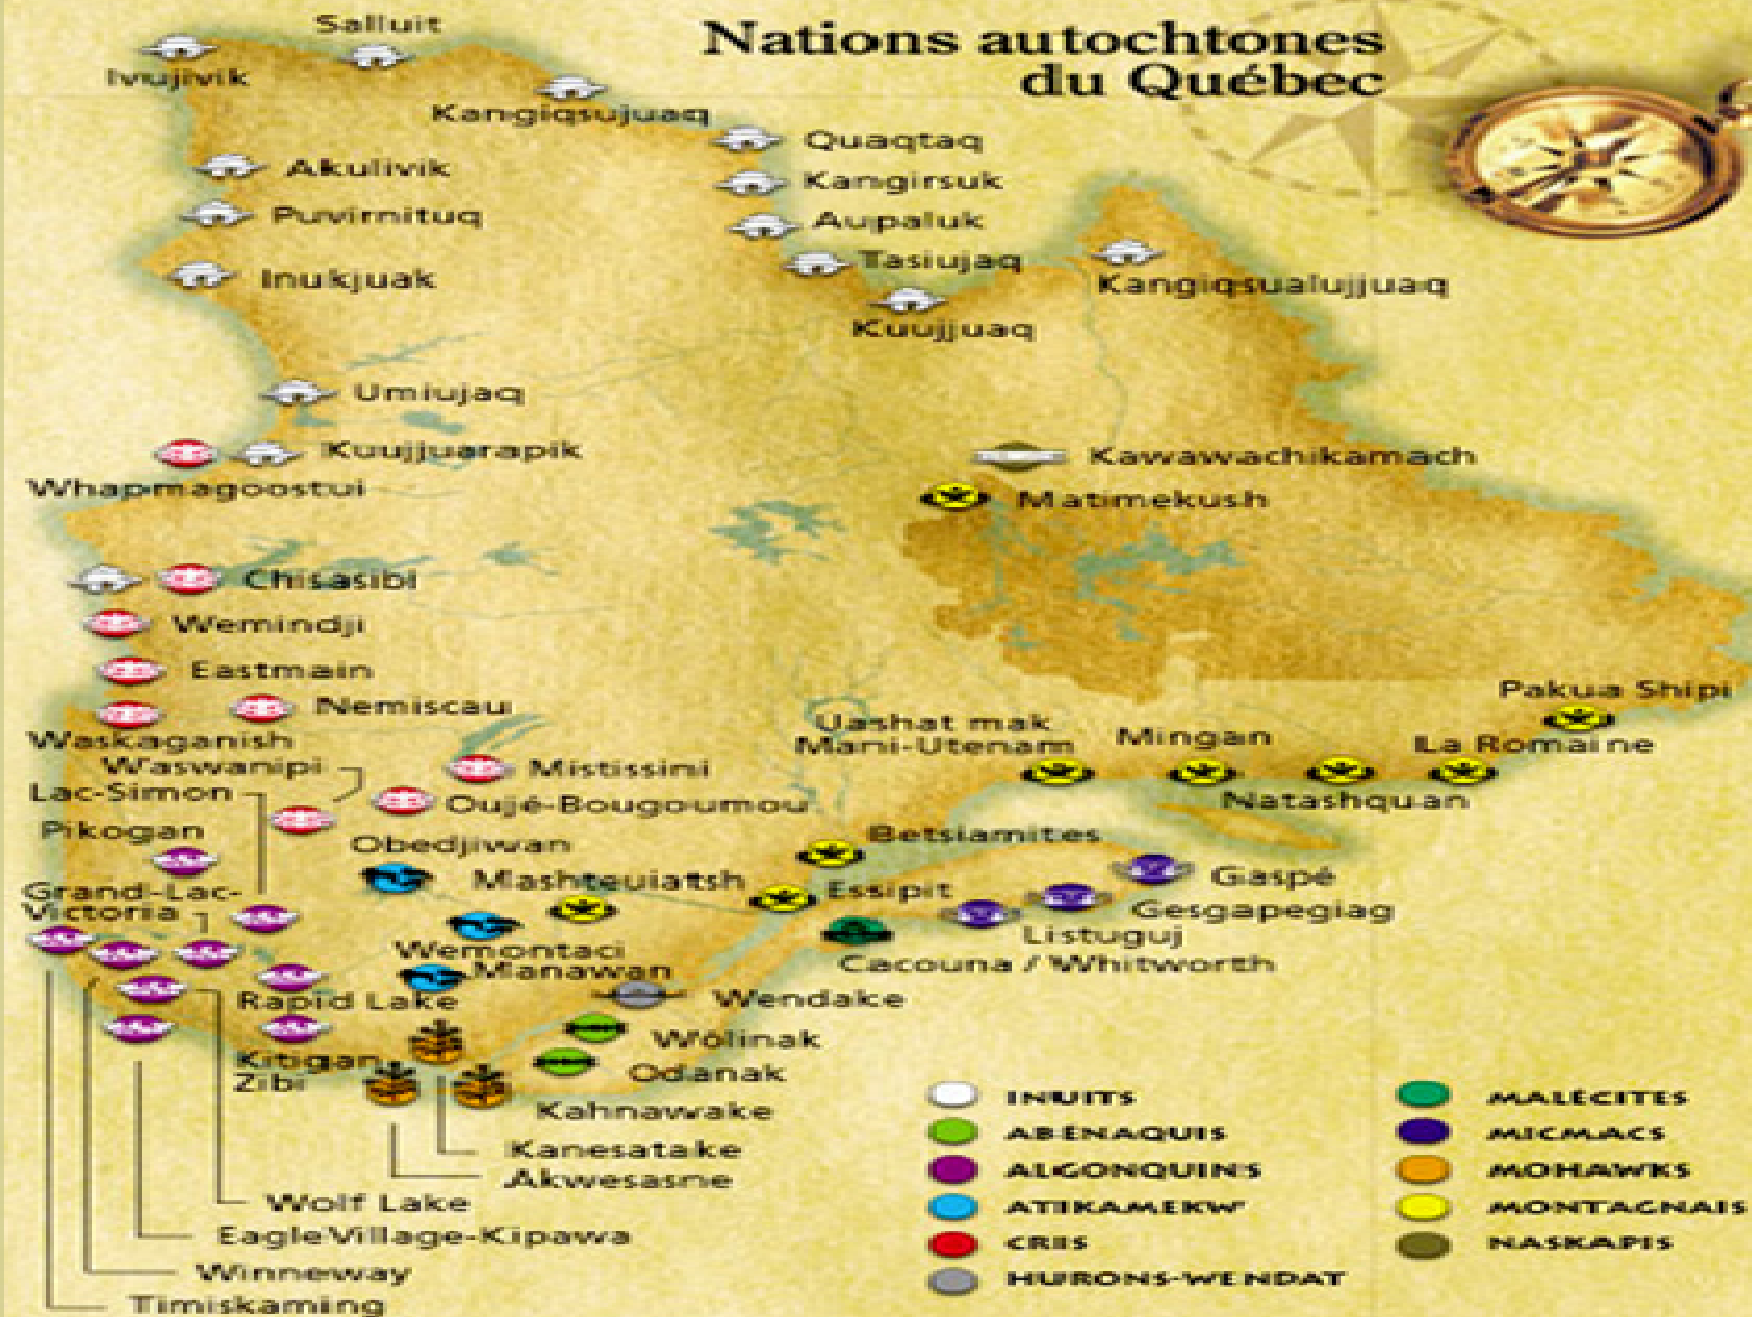 Nations autochtones
du Québec
Salluit
Ivujivik
Kangiqsujuaq
Quaqtaq
Akulivik
Kangirsuk
Puvirnituq
Aupaluk
Tasiujaq
Inukjuak
Kangiqsualujjuaq
Kuujjuaq
Umiujaq
Kuujjuarapik
Kawawachikamach
Whapmagoostui
Matimekush
Chisasibi
Wemindji
Eastmain
Pakua Shipi
Nemiscau
Uashat mak
Mani-Utenam
Mingan
Waskaganish
La Romaine
Waswanipi
Mistissini
Lac-Simon
Oujé-Bougoumou
Natashquan
Pikogan
Obedjiwan
Betsiamites
Mashteuiatsh
Essipit
Gaspé
Grand-Lac-
Victoria
Gesgapegiag
Listuguj
Wemontaci
Cacouna / Whitworth
Manawan
Rapid Lake
Wendake
Wôlinak
Kitigan
Zibi
Odanak
Kahnawake
Kanesatake
Akwesasne
Wolf Lake
Eagle Village-Kipawa
Winneway
Timiskaming
INUITS
ABÉNAQUIS
ALGONQUINS
ATIKAMEKW
CRIS
HURONS-WENDAT
MALÉCITES
MICMACS
MOHAWKS
MONTAGNAIS
NASKAPIS